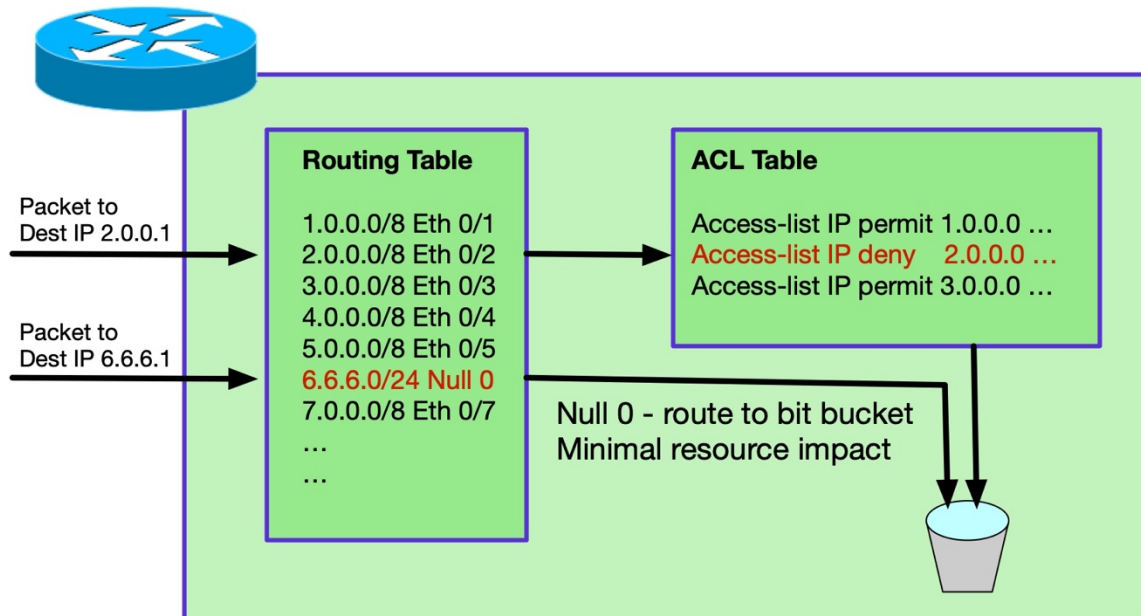 Packet to
Dest IP 2.0.0.1
Packet to
Dest IP 6.6.6.1
Routing Table
1.0.0.0/8 Eth 0/1
2.0.0.0/8 Eth 0/2
3.0.0.0/8 Eth 0/3
4.0.0.0/8 Eth 0/4
5.0.0.0/8 Eth 0/5
6.6.6.0/24 Null 0
7.0.0.0/8 Eth 0/7
...
...
ACL Table
Access-list IP permit 1.0.0.0 ...
Access-list IP deny 2.0.0.0 ...
Access-list IP permit 3.0.0.0 ...
Null 0 - route to bit bucket
Minimal resource impact